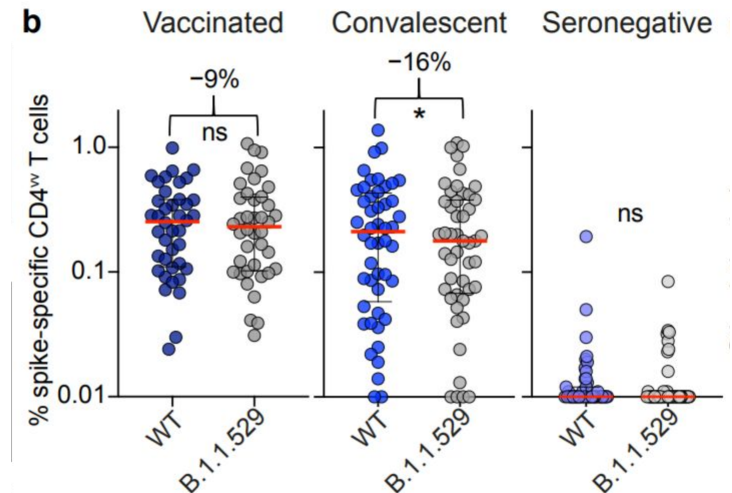 b
Vaccinated Convalescent Seronegative
−9%
−16%
ns
*
ns
% spike-specific CD4ᵂ T cells
1.0
0.1
0.01
WT
B.1.1.529
WT
B.1.1.529
WT
B.1.1.529